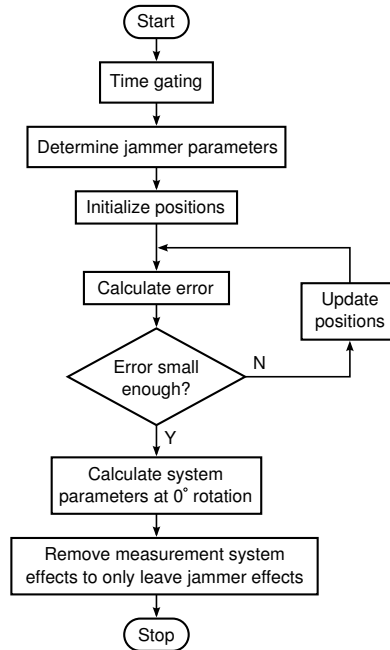 Start
Time gating
Determine jammer parameters
Initialize positions
Calculate error
Update
positions
Error small
enough?
N
Y
Calculate system
parameters at 0° rotation
Remove measurement system
effects to only leave jammer effects
Stop